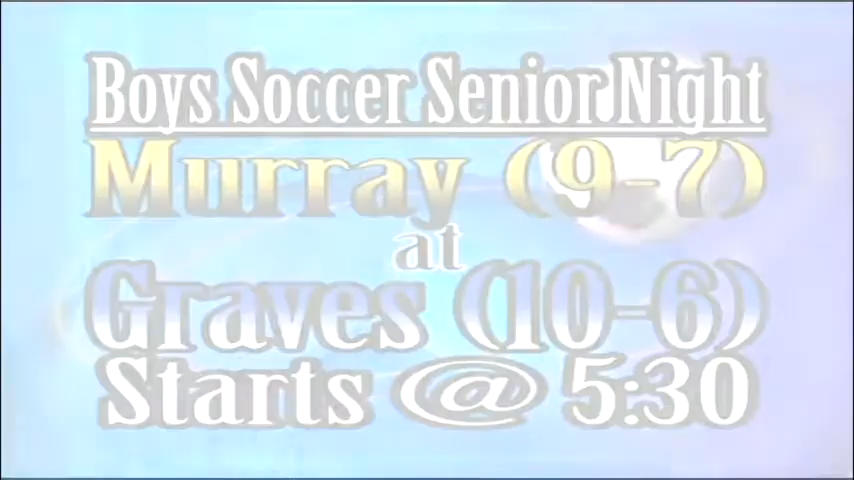 Boys Soccer Senior Night
Murray (9-7)
at
Graves (10-6)
Starts @ 5:30